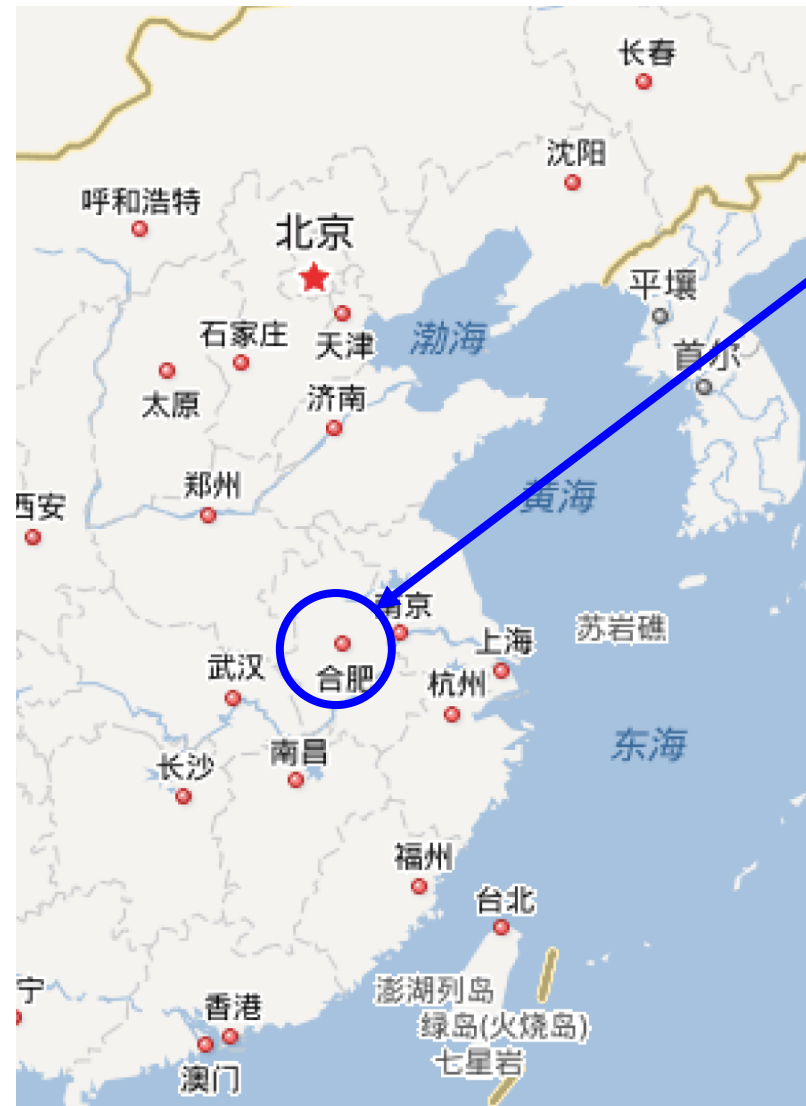 长春
沈阳
呼和浩特
北京
平壤
石家庄
天津
渤海
首尔
太原
济南
郑州
黄海
西安
南京
苏岩礁
上海
武汉
合肥
杭州
东海
南昌
长沙
福州
台北
宁
澎湖列岛
香港
绿岛(火烧岛)
七星岩
澳门